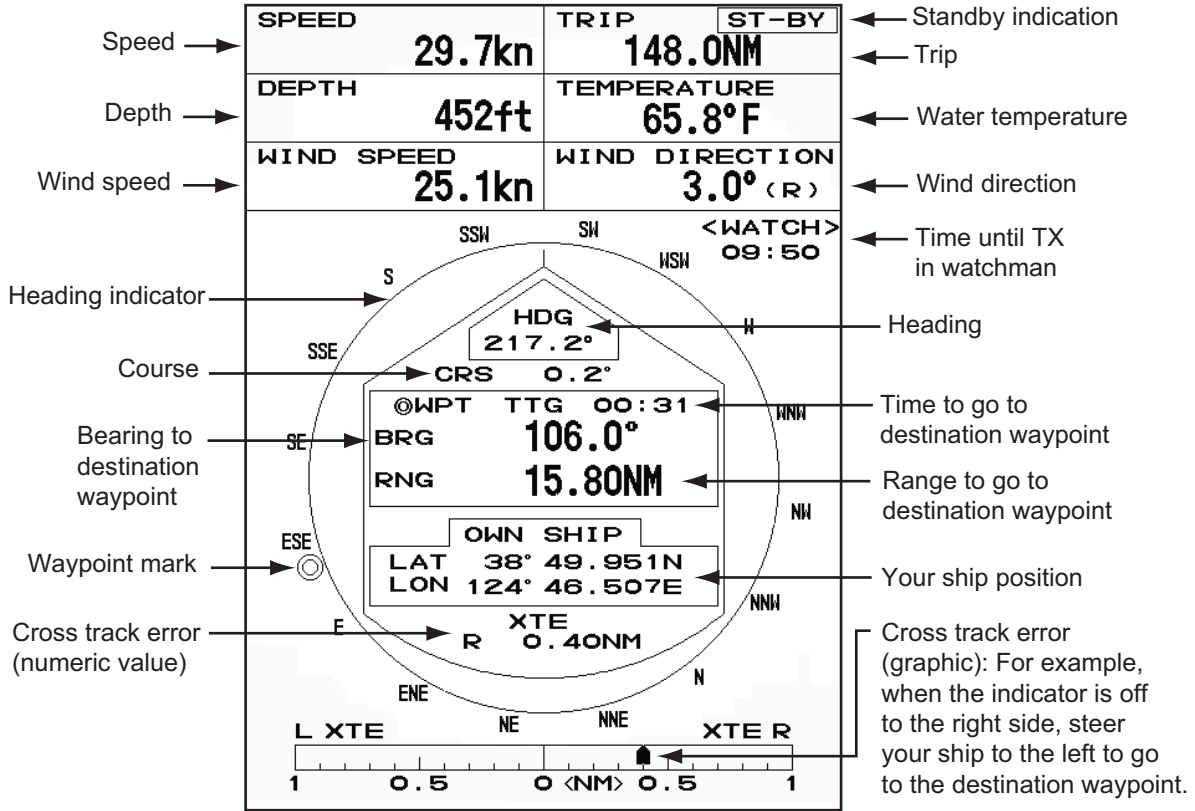 SPEED
29.7kn
TRIP
ST-BY
148.0NM
DEPTH
452ft
TEMPERATURE
65.8°F
WIND SPEED
25.1kn
WIND DIRECTION
3.0° (R)
<WATCH>
09:50
SSW
SW
WSW
S
W
SSE
WNW
SE
NW
ESE
NNW
E
N
ENE
NE
NNE
HDG
217.2°
CRS 0.2°
◎WPT TTG 00:31
BRG 106.0°
RNG 15.80NM
OWN SHIP
LAT 38° 49.951N
LON 124° 46.507E
XTE
R 0.40NM
L XTE
XTE R
1 0.5 0 <NM> 0.5 1
Speed
Depth
Wind speed
Heading indicator
Course
Bearing to
destination
waypoint
Waypoint mark
Cross track error
(numeric value)
Standby indication
Trip
Water temperature
Wind direction
Time until TX
in watchman
Heading
Time to go to
destination waypoint
Range to go to
destination waypoint
Your ship position
Cross track error
(graphic): For example,
when the indicator is off
to the right side, steer
your ship to the left to go
to the destination waypoint.